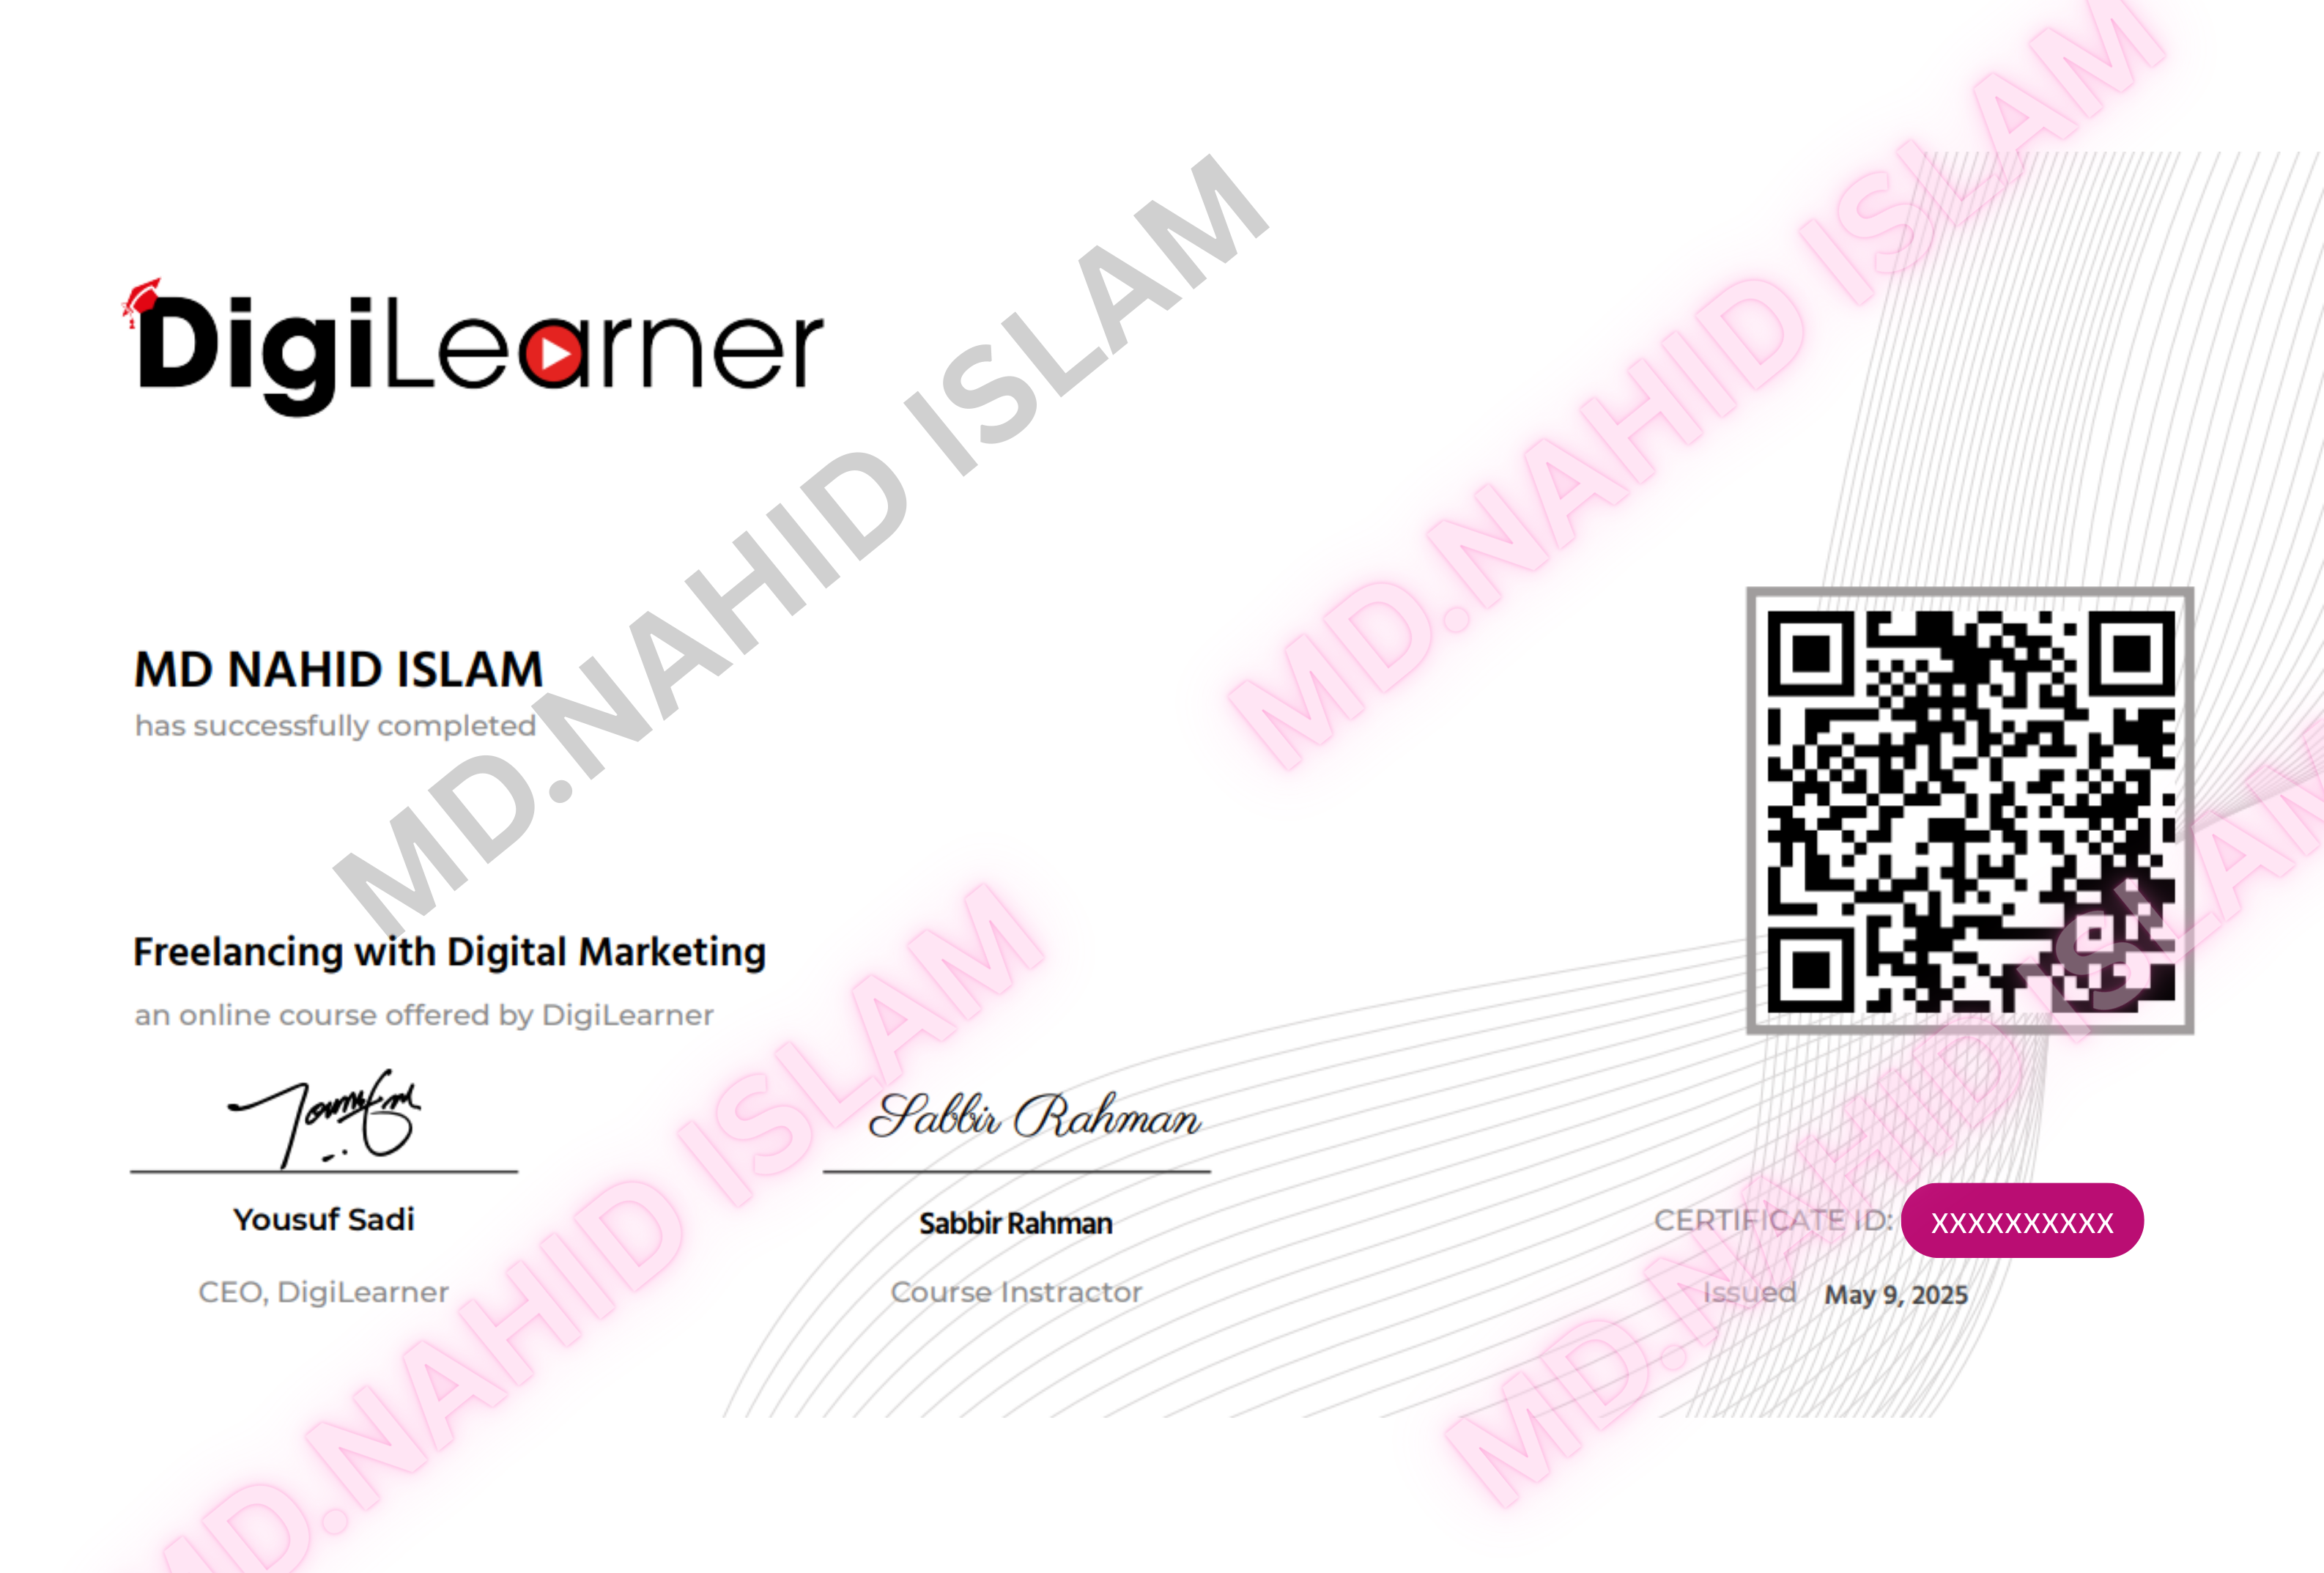 DigiLearner
MD.NAHID ISLAM
MD.NAHID ISLAM
MD NAHID ISLAM
has successfully completed
Freelancing with Digital Marketing
an online course offered by DigiLearner
MD.NAHID ISLAM
MD.NAHID ISLAM
Sabbir Rahman
Yousuf Sadi
Sabbir Rahman
CERTIFICATE ID: XXXXXXXXXX
CEO, DigiLearner
Course Instractor
Issued May 9, 2025